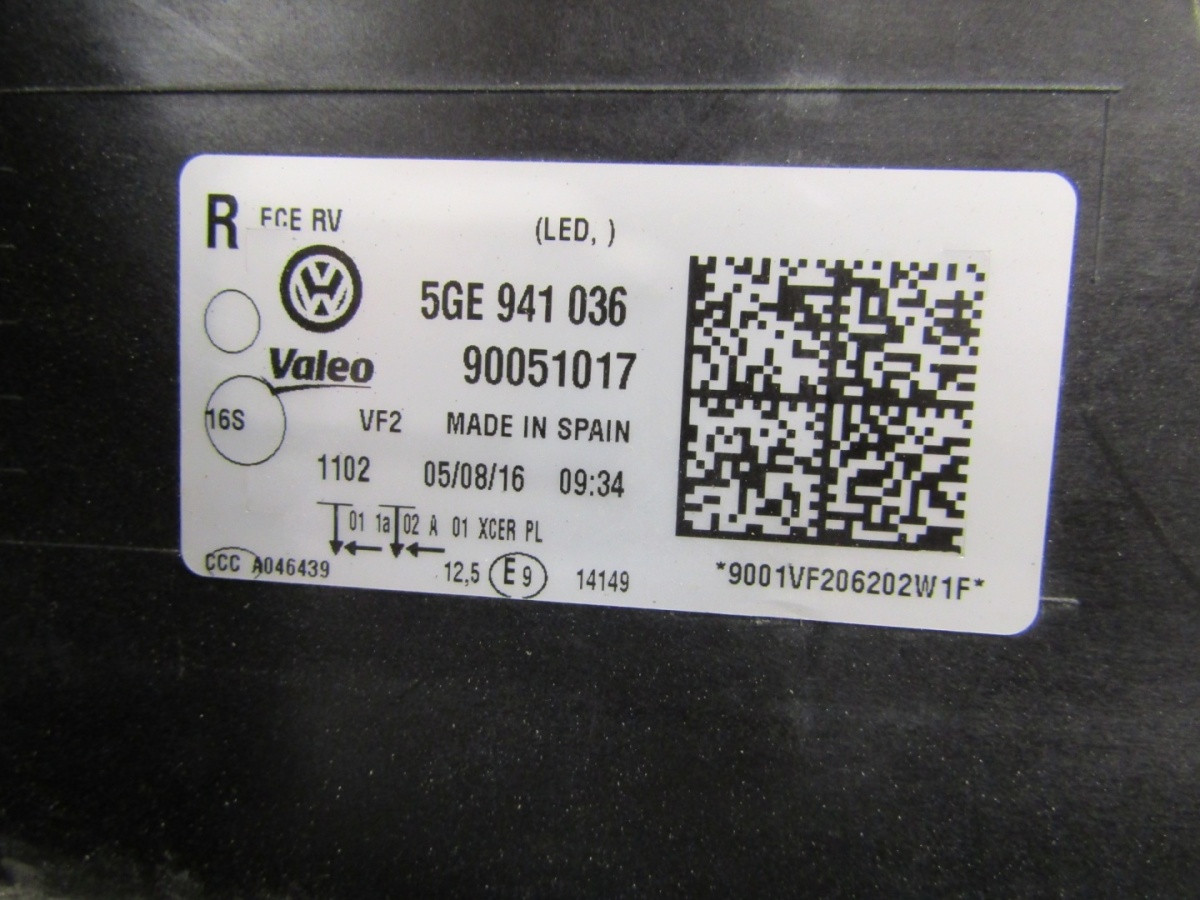 R ECE RV (LED, )
5GE 941 036
Valeo 90051017
16S VF2 MADE IN SPAIN
1102 05/08/16 09:34
01 1a 02 A 01 XCER PL
CCC A046439 12,5 E9 14149
*9001VF206202W1F*